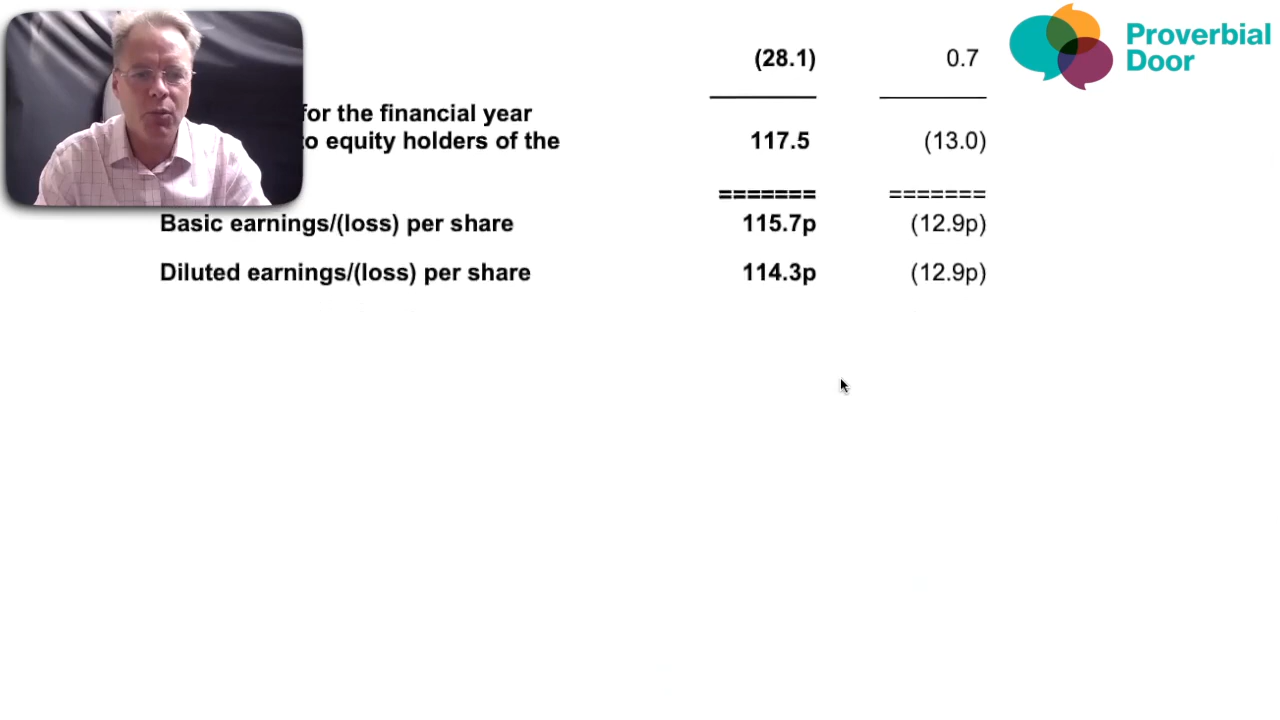 (28.1) 0.7
Proverbial
Door
for the financial year
to equity holders of the 117.5 (13.0)
======= =======
Basic earnings/(loss) per share 115.7p (12.9p)
Diluted earnings/(loss) per share 114.3p (12.9p)